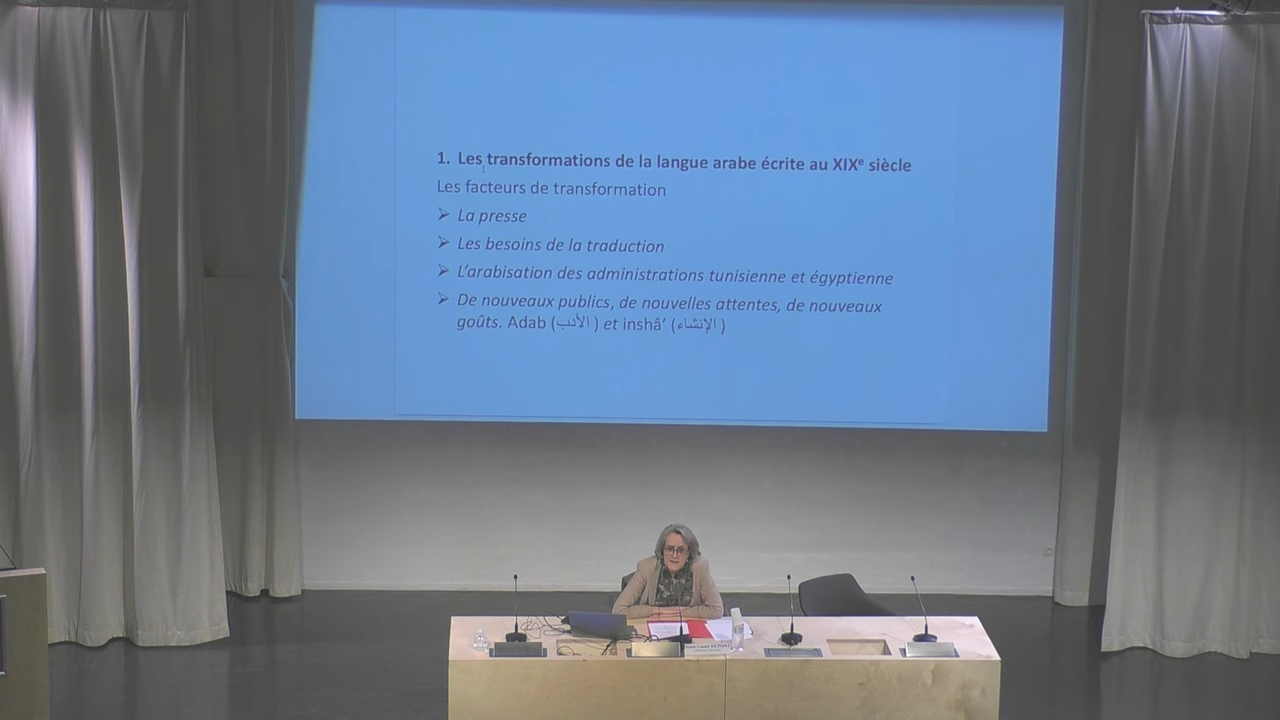 1. Les transformations de la langue arabe écrite au XIXᵉ siècle
Les facteurs de transformation
➢ La presse
➢ Les besoins de la traduction
➢ L'arabisation des administrations tunisienne et égyptienne
➢ De nouveaux publics, de nouvelles attentes, de nouveaux
goûts. Adab (الأدب) et inshâ' (الإنشاء)